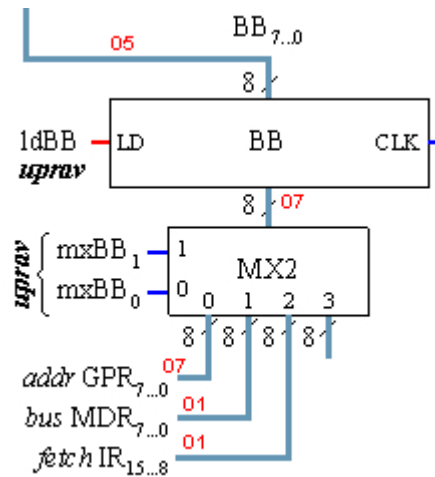 05
BB7...0
8
ldBB LD BB CLK
uprav
8 07
uprav
mxBB1 1
MX2
mxBB0 0
0 1 2 3
8 8 8 8
07
addr GPR7...0
01
bus MDR7...0
01
fetch IR15...8